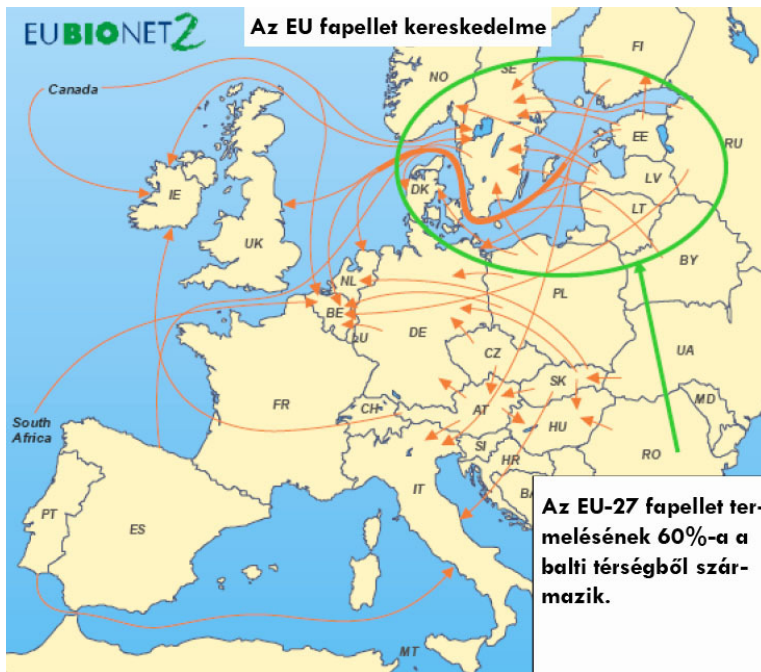 EUBIONET2
Az EU fapellet kereskedelme
Canada
NO
SE
FI
RU
EE
LV
LT
DK
IE
UK
BY
NL
BE
LU
DE
PL
CZ
UA
SK
FR
CH
AT
HU
MD
South
Africa
SI
HR
RO
IT
PT
ES
MT
Az EU-27 fapellet ter-
melésének 60%-a a
balti térségből szár-
mazik.